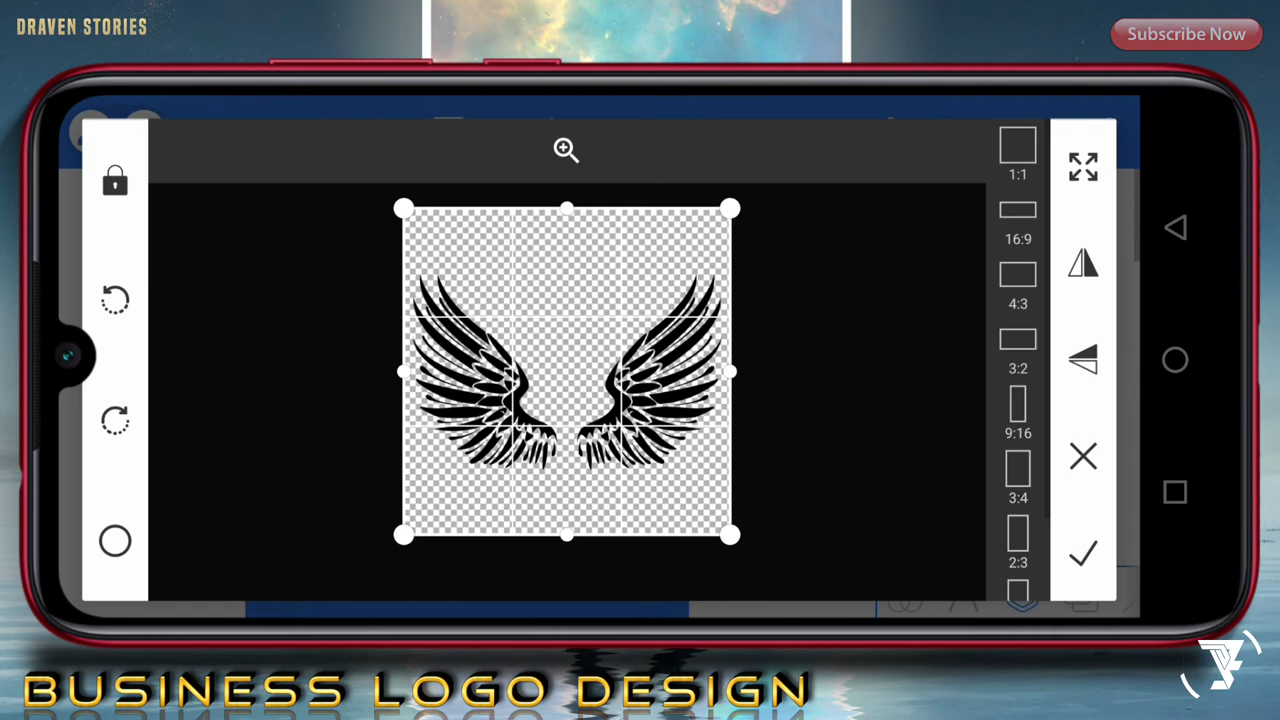 DRAVEN STORIES
Subscribe Now
1:1
16:9
4:3
3:2
9:16
3:4
2:3
BUSINESS LOGO DESIGN